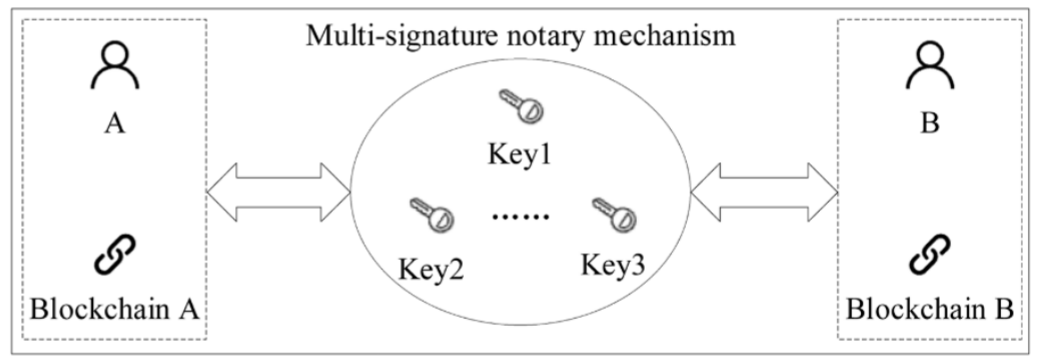 Multi-signature notary mechanism
A
B
Key1
Key2
......
Key3
Blockchain A
Blockchain B